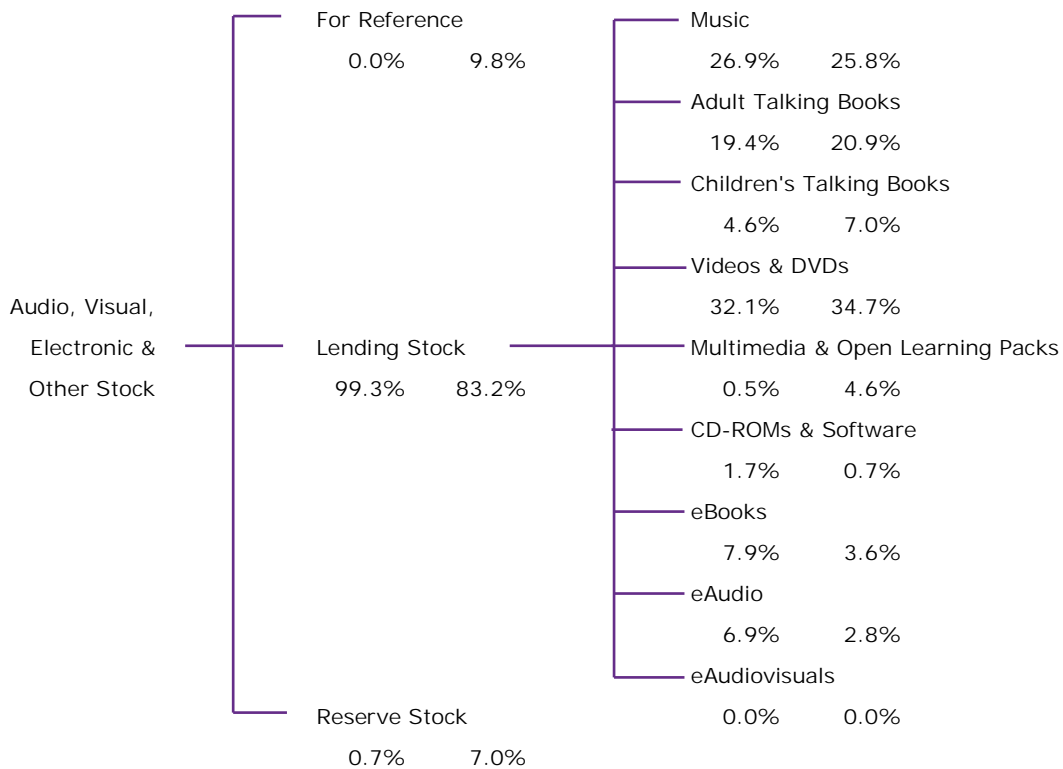 For Reference
0.0% 9.8%
Audio, Visual,
Electronic &
Other Stock
Lending Stock
99.3% 83.2%
Reserve Stock
0.7% 7.0%
Music
26.9% 25.8%
Adult Talking Books
19.4% 20.9%
Children's Talking Books
4.6% 7.0%
Videos & DVDs
32.1% 34.7%
Multimedia & Open Learning Packs
0.5% 4.6%
CD-ROMs & Software
1.7% 0.7%
eBooks
7.9% 3.6%
eAudio
6.9% 2.8%
eAudiovisuals
0.0% 0.0%